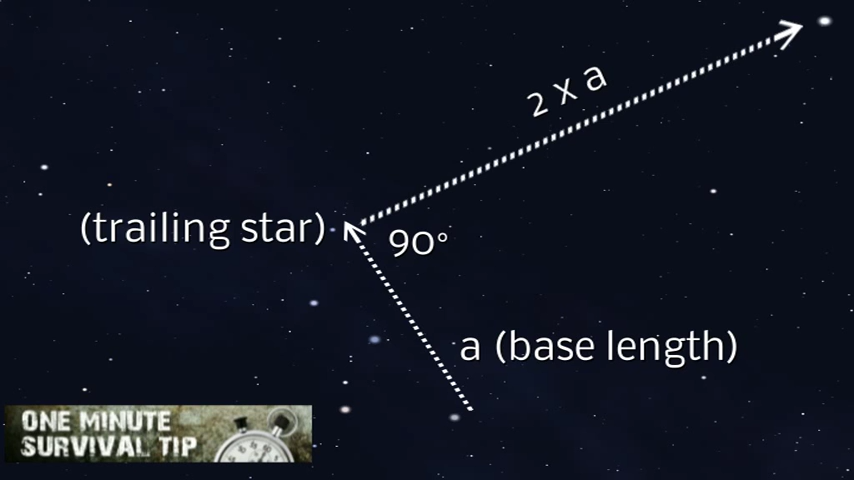 2 x a
(trailing star)
90°
a (base length)
ONE MINUTE
SURVIVAL TIP